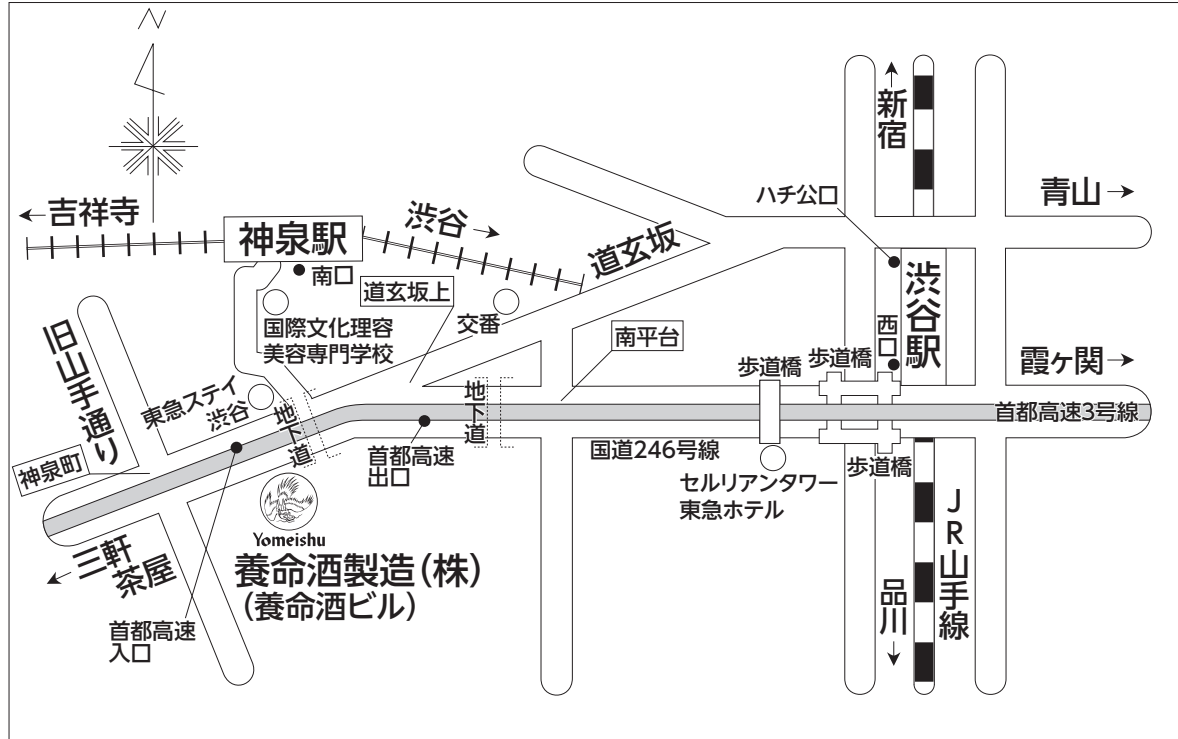 N
新宿
ハチ公口
青山
吉祥寺
神泉駅
渋谷
道玄坂
南口
道玄坂上
渋谷駅
国際文化理容
美容専門学校
交番
南平台
西口
歩道橋
歩道橋
霞ヶ関
旧山手通り
東急ステイ
渋谷
地下道
地下道
首都高速3号線
神泉町
首都高速
出口
国道246号線
歩道橋
セルリアンタワー
東急ホテル
Yomeishu
養命酒製造(株)
(養命酒ビル)
三軒
茶屋
首都高速
入口
品川
JR山手線